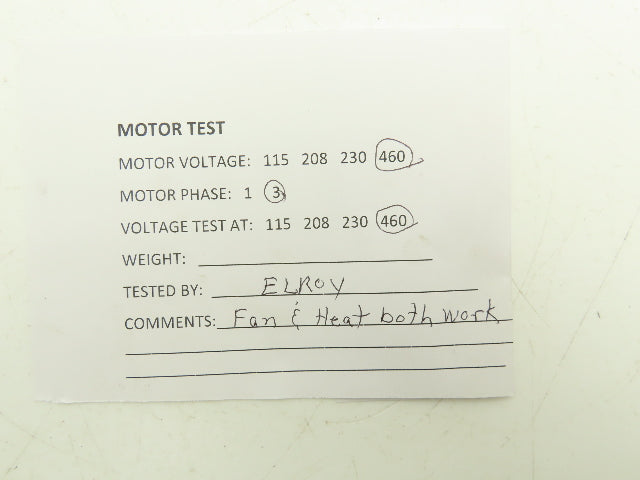 MOTOR TEST
MOTOR VOLTAGE: 115 208 230 460
MOTOR PHASE: 1 3
VOLTAGE TEST AT: 115 208 230 460
WEIGHT:
TESTED BY: ELROY
COMMENTS: Fan & Heat both work